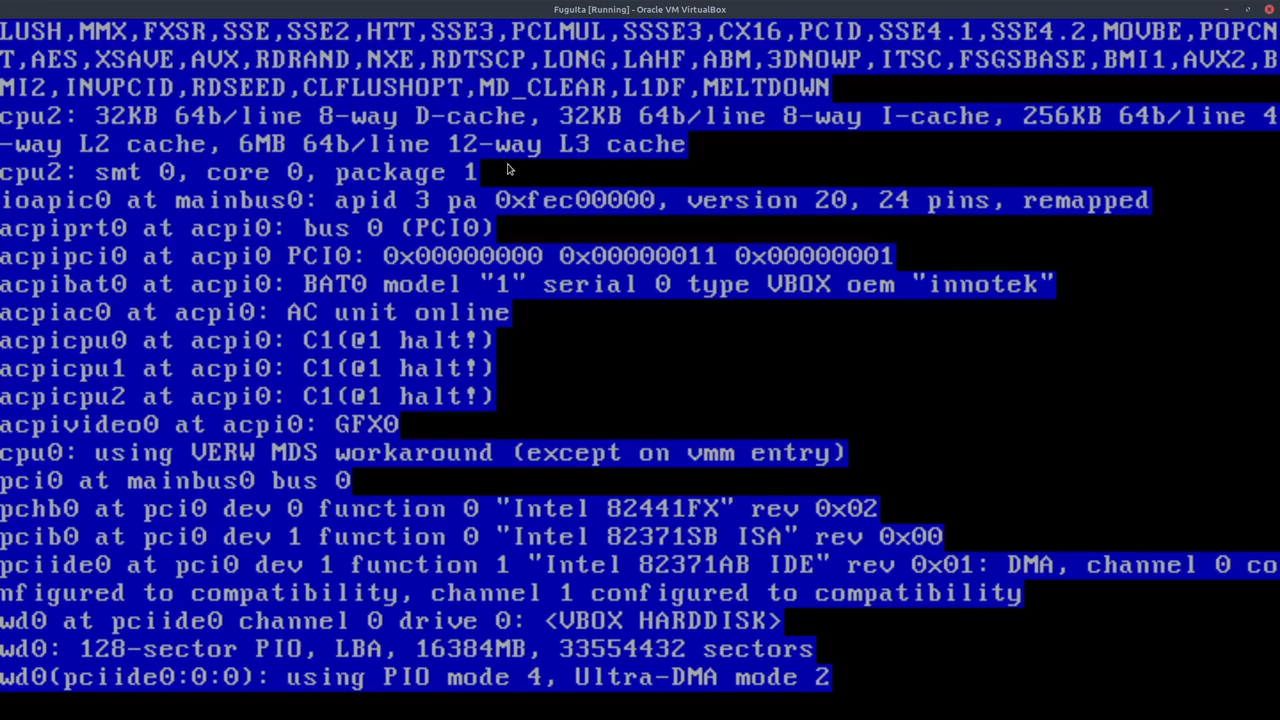 FuguIta [Running] - Oracle VM VirtualBox
LUSH,MMX,FXSR,SSE,SSE2,HTT,SSE3,PCLMUL,SSSE3,CX16,PCID,SSE4.1,SSE4.2,MOVBE,POPCN
T,AES,XSAVE,AVX,RDRAND,NXE,RDTSCP,LONG,LAHF,ABM,3DNOWP,ITSC,FSGSBASE,BMI1,AVX2,B
MI2,INVPCID,RDSEED,CLFLUSHOPT,MD_CLEAR,L1DF,MELTDOWN
cpu2: 32KB 64b/line 8-way D-cache, 32KB 64b/line 8-way I-cache, 256KB 64b/line 4
-way L2 cache, 6MB 64b/line 12-way L3 cache
cpu2: smt 0, core 0, package 1
ioapic0 at mainbus0: apid 3 pa 0xfec00000, version 20, 24 pins, remapped
acpiprt0 at acpi0: bus 0 (PCI0)
acpipci0 at acpi0 PCI0: 0x00000000 0x00000011 0x00000001
acpibat0 at acpi0: BAT0 model "1" serial 0 type VBOX oem "innotek"
acpiac0 at acpi0: AC unit online
acpicpu0 at acpi0: C1(@1 halt!)
acpicpu1 at acpi0: C1(@1 halt!)
acpicpu2 at acpi0: C1(@1 halt!)
acpivideo0 at acpi0: GFX0
cpu0: using VERW MDS workaround (except on vmm entry)
pci0 at mainbus0 bus 0
pchb0 at pci0 dev 0 function 0 "Intel 82441FX" rev 0x02
pcib0 at pci0 dev 1 function 0 "Intel 82371SB ISA" rev 0x00
pciide0 at pci0 dev 1 function 1 "Intel 82371AB IDE" rev 0x01: DMA, channel 0 co
nfigured to compatibility, channel 1 configured to compatibility
wd0 at pciide0 channel 0 drive 0: <VBOX HARDDISK>
wd0: 128-sector PIO, LBA, 16384MB, 33554432 sectors
wd0(pciide0:0:0): using PIO mode 4, Ultra-DMA mode 2